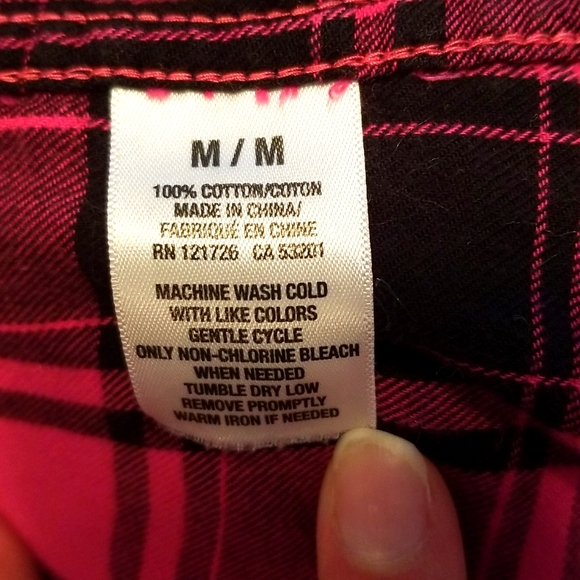 M / M
100% COTTON/COTON
MADE IN CHINA/
FABRIQUÉ EN CHINE
RN 121726 CA 53201
MACHINE WASH COLD
WITH LIKE COLORS
GENTLE CYCLE
ONLY NON-CHLORINE BLEACH
WHEN NEEDED
TUMBLE DRY LOW
REMOVE PROMPTLY
WARM IRON IF NEEDED